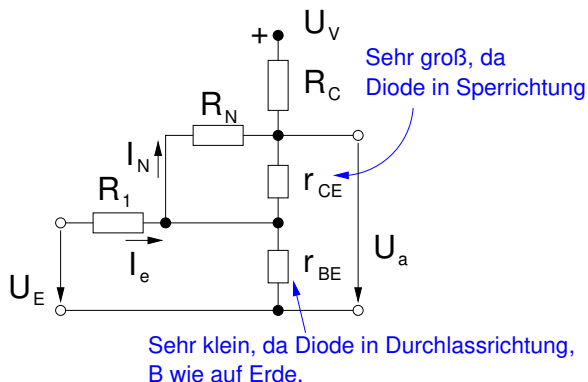 + U_V
Sehr groß, da
Diode in Sperrichtung
R_C
R_N
I_N
r_CE
R_1
I_e
U_E
r_BE
U_a
Sehr klein, da Diode in Durchlassrichtung,
B wie auf Erde.